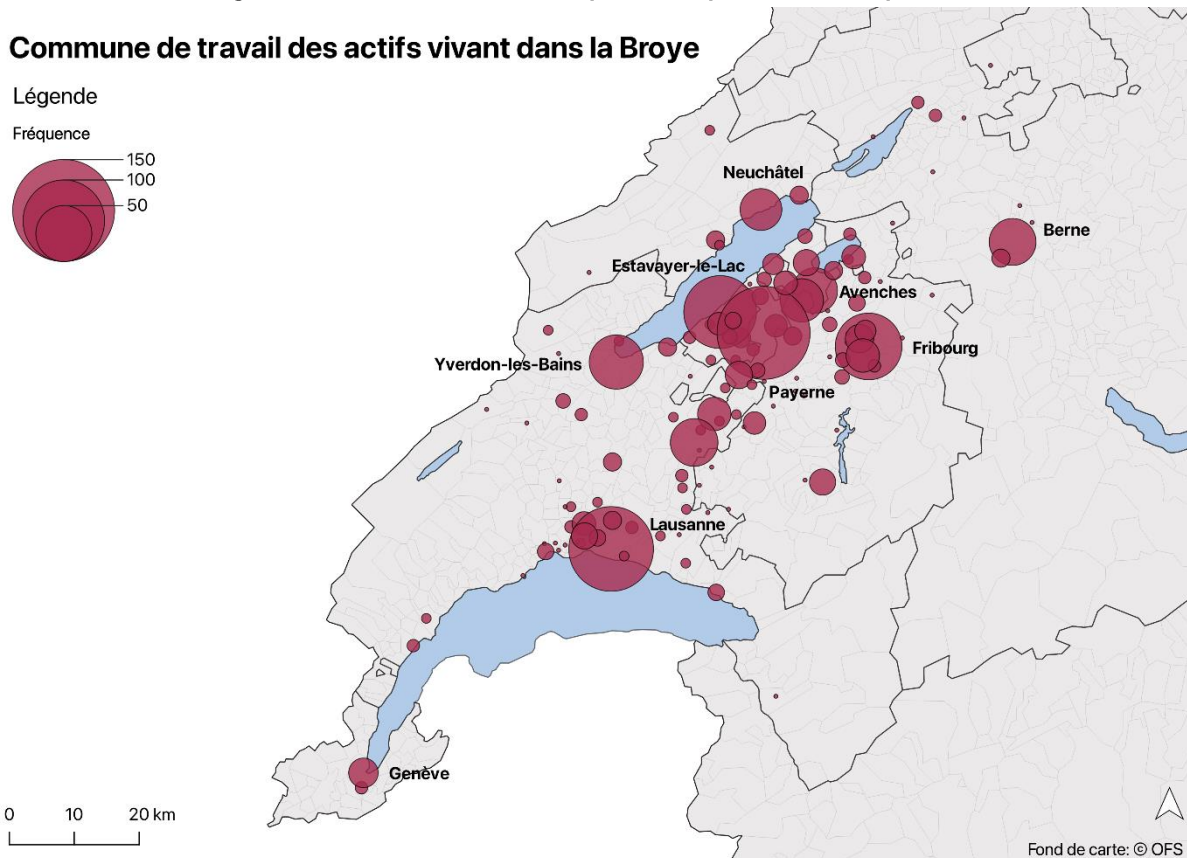 Commune de travail des actifs vivant dans la Broye
Légende
Fréquence
150
100
50
Neuchâtel
Berne
Estavayer-le-Lac
Avenches
Fribourg
Yverdon-les-Bains
Payerne
Lausanne
Genève
0 10 20 km
Fond de carte: © OFS